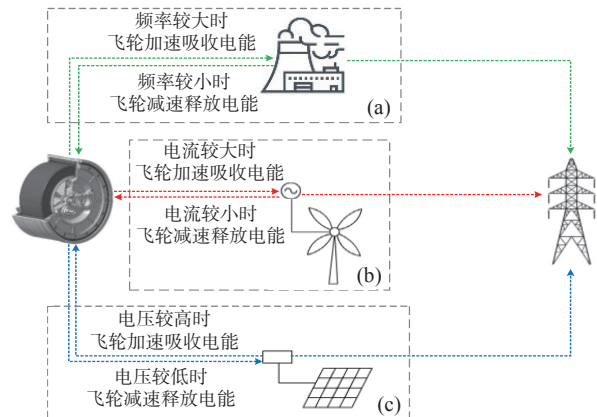 频率较大时
飞轮加速吸收电能
频率较小时
飞轮减速释放电能
(a)
电流较大时
飞轮加速吸收电能
电流较小时
飞轮减速释放电能
(b)
电压较高时
飞轮加速吸收电能
电压较低时
飞轮减速释放电能
(c)